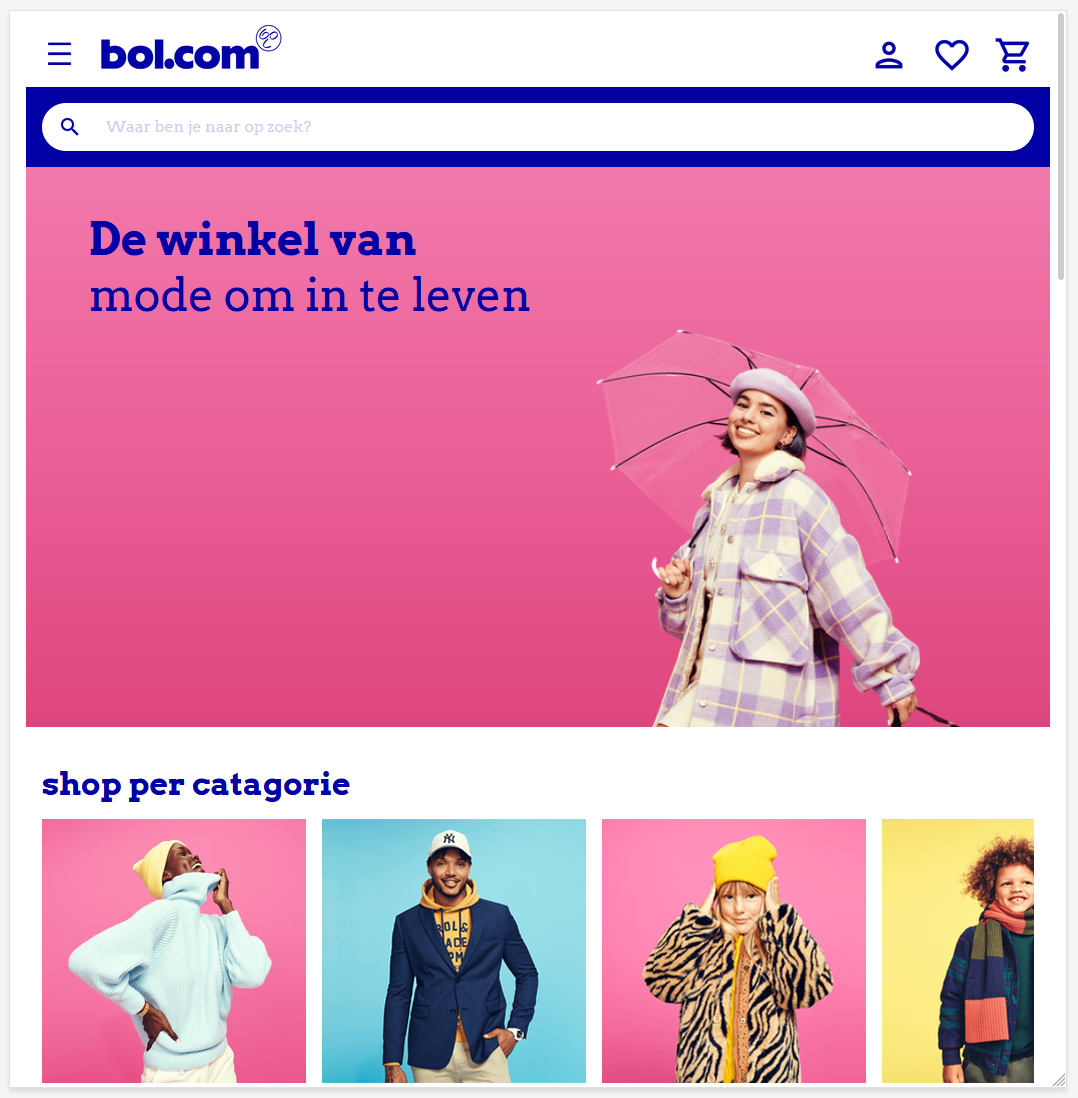 bol.com
Waar ben je naar op zoek?
De winkel van
mode om in te leven
shop per catagorie
NY